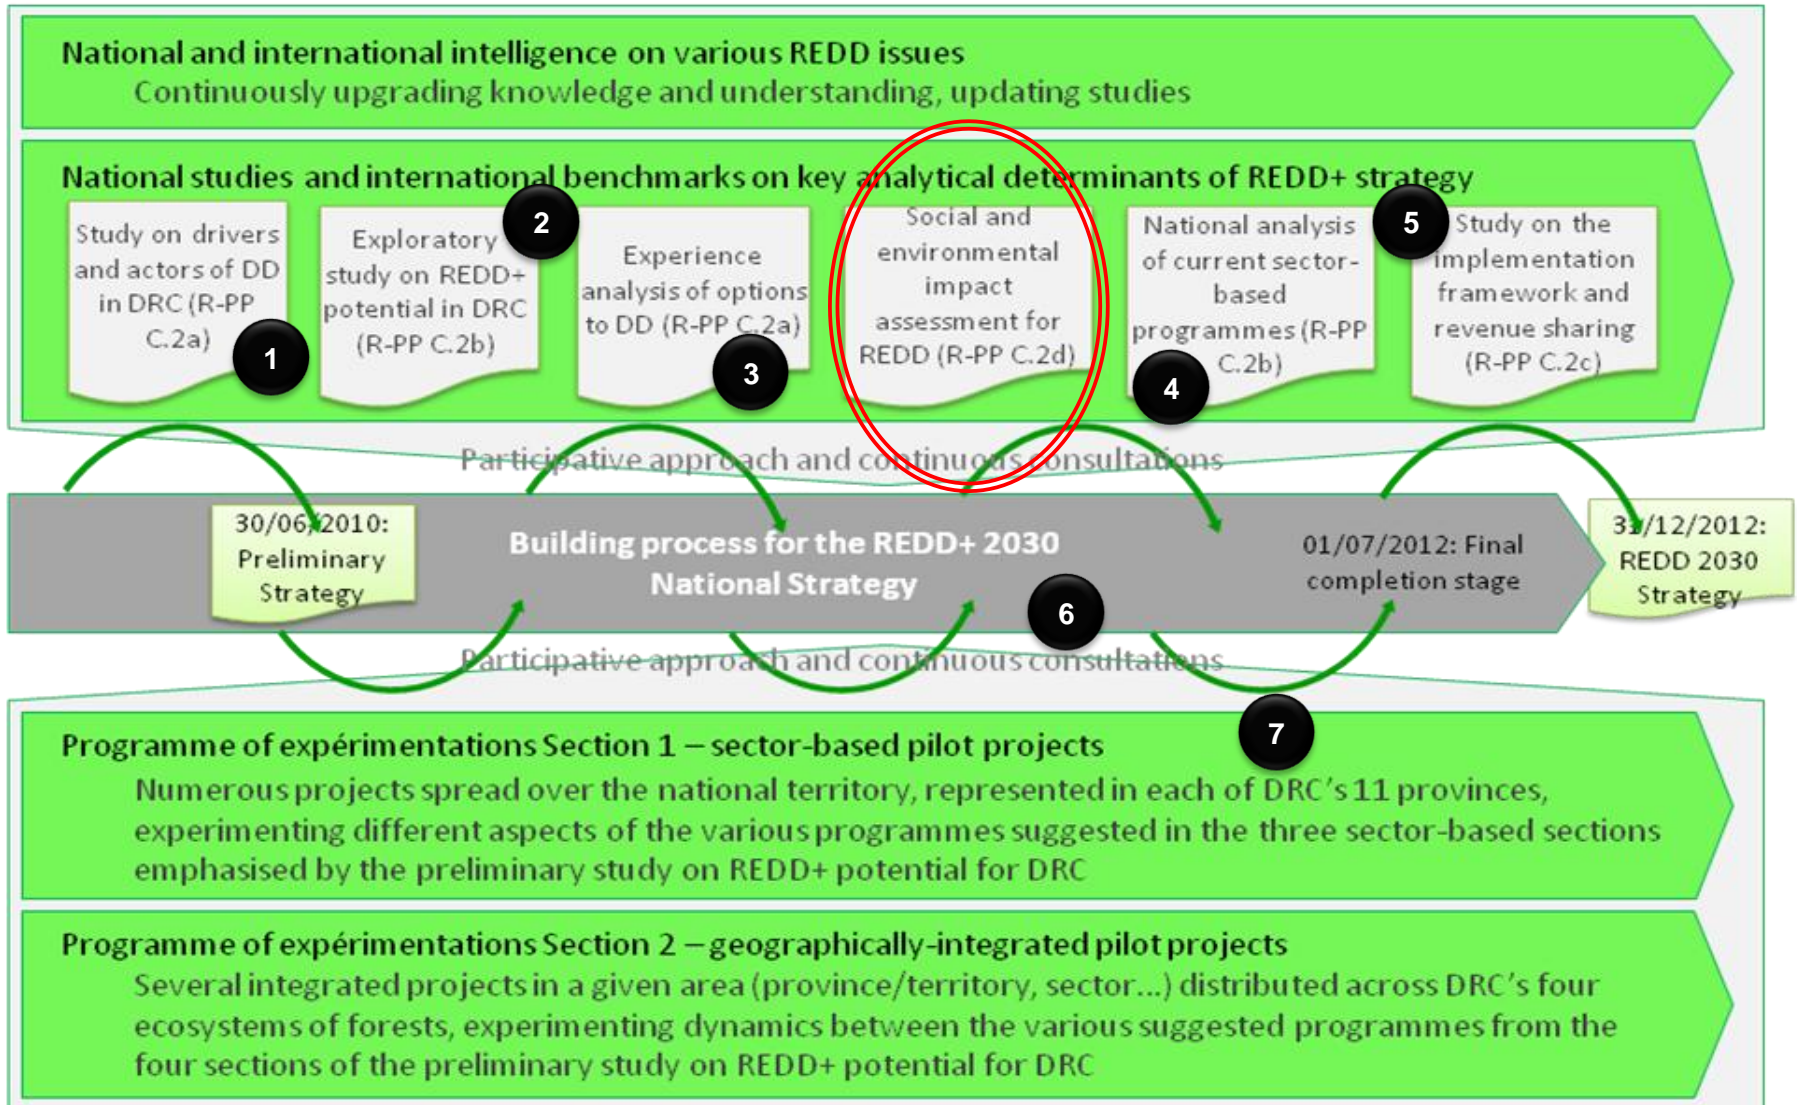 National and international intelligence on various REDD issues
Continuously upgrading knowledge and understanding, updating studies
National studies and international benchmarks on key analytical determinants of REDD+ strategy
Study on drivers
and actors of DD
in DRC (R-PP
C.2a)
1
Exploratory
study on REDD+
potential in DRC
(R-PP C.2b)
2
Experience
analysis of options
to DD (R-PP C.2a)
3
Social and
environmental
impact
assessment for
REDD (R-PP C.2d)
National analysis
of current sector-
based
programmes (R-PP
C.2b)
4
5
Study on the
implementation
framework and
revenue sharing
(R-PP C.2c)
Participative approach and continuous consultations
30/06/2010:
Preliminary
Strategy
Building process for the REDD+ 2030
National Strategy
6
01/07/2012: Final
completion stage
31/12/2012:
REDD 2030
Strategy
Participative approach and continuous consultations
7
Programme of expérimentations Section 1 – sector-based pilot projects
Numerous projects spread over the national territory, represented in each of DRC's 11 provinces,
experimenting different aspects of the various programmes suggested in the three sector-based sections
emphasised by the preliminary study on REDD+ potential for DRC
Programme of expérimentations Section 2 – geographically-integrated pilot projects
Several integrated projects in a given area (province/territory, sector...) distributed across DRC's four
ecosystems of forests, experimenting dynamics between the various suggested programmes from the
four sections of the preliminary study on REDD+ potential for DRC